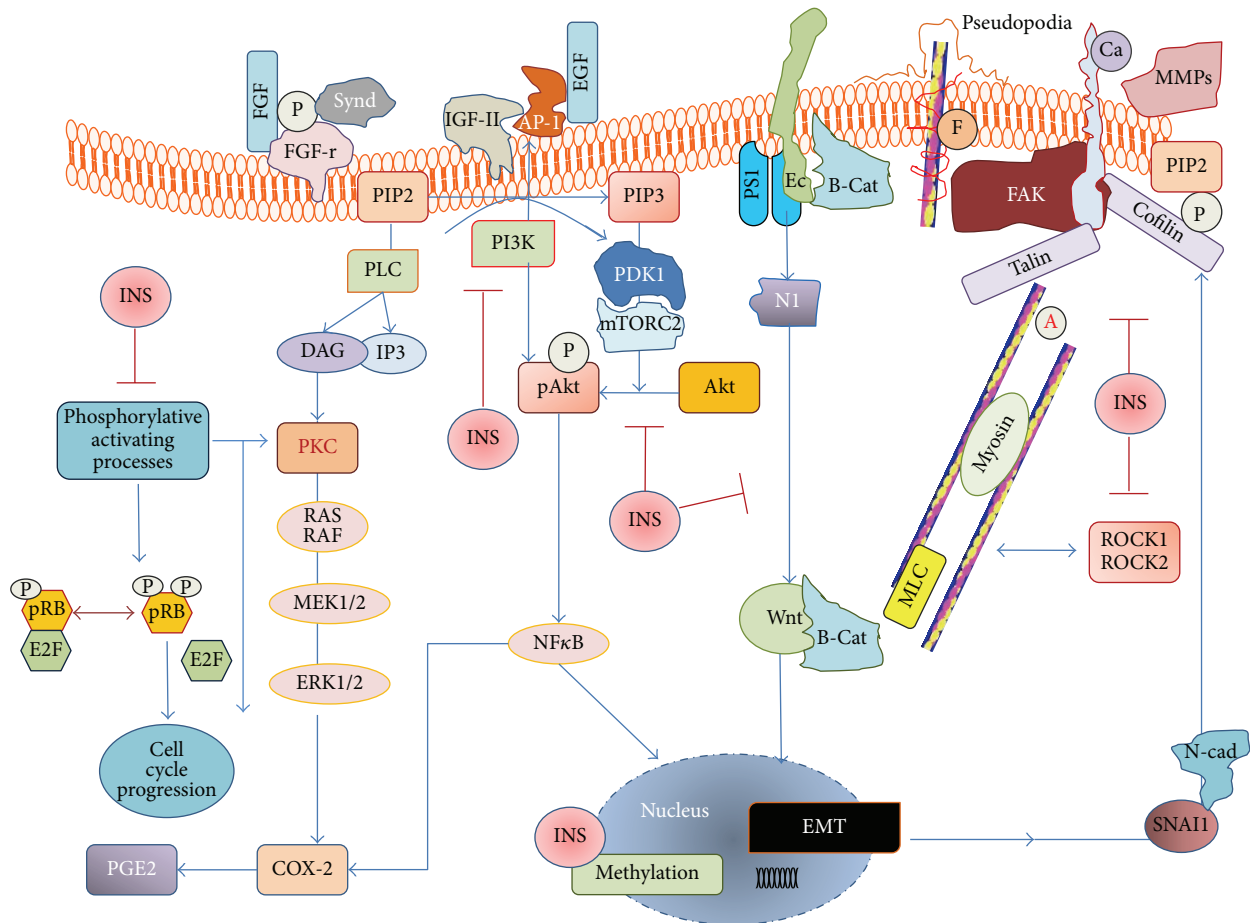 Pseudopodia
FGF
P
Synd
FGF-r
IGF-II
AP-1
EGF
Ca
MMPs
F
PS1
Ec
B-Cat
FAK
PIP2
P
Cofilin
Talin
PIP2
PIP3
PI3K
PLC
PDK1
mTORC2
N1
INS
DAG
IP3
P
pAkt
Akt
A
INS
INS
Phosphorylative
activating
processes
PKC
Myosin
INS
RAS
RAF
ROCK1
ROCK2
MLC
P
pRB
E2F
P
P
pRB
E2F
MEK1/2
Wnt
B-Cat
NFκB
ERK1/2
Cell
cycle
progression
N-cad
SNAI1
Nucleus
INS
EMT
Methylation
PGE2
COX-2